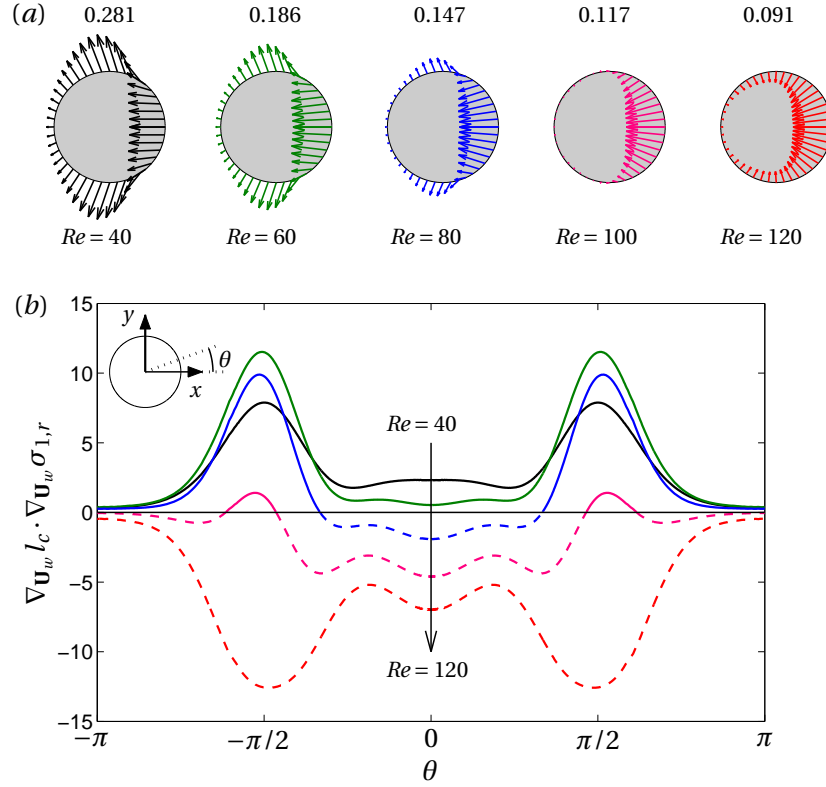 (a) 0.281 0.186 0.147 0.117 0.091
Re = 40 Re = 60 Re = 80 Re = 100 Re = 120
(b)
15
10
5
0
−5
−10
−15
y
θ
x
Re = 40
Re = 120
∇U_w l_c · ∇U_w σ_{1,r}
−π −π/2 0 π/2 π
θ